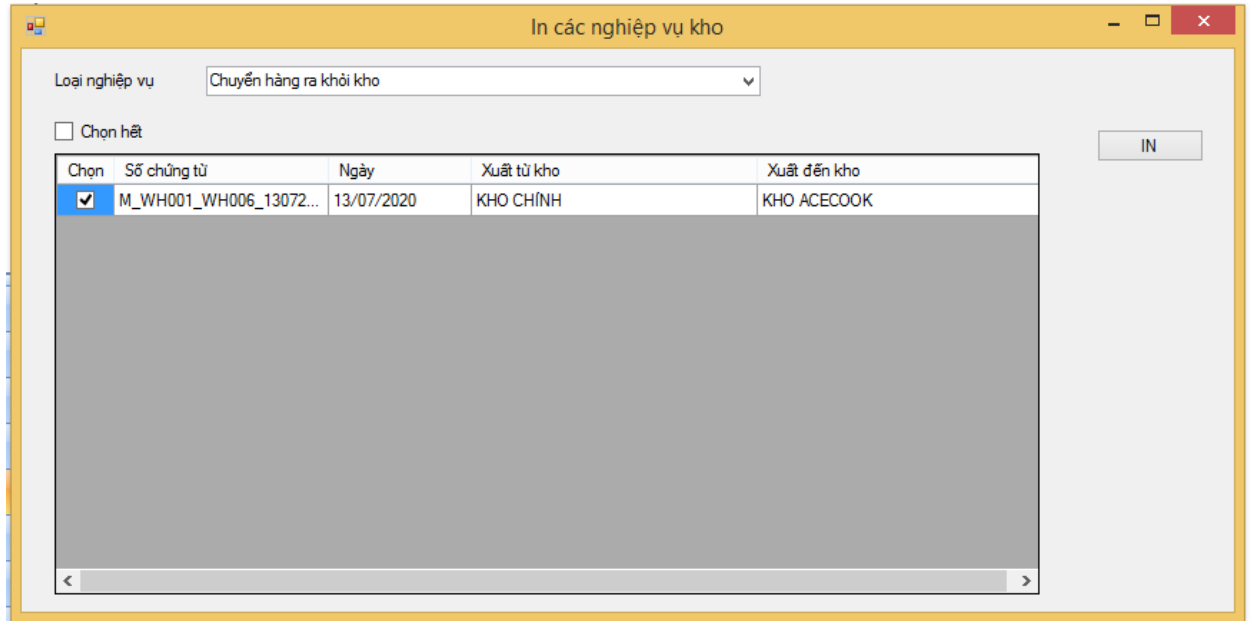 In các nghiệp vụ kho
Loại nghiệp vụ Chuyển hàng ra khỏi kho
Chọn hết
IN
Chọn Số chứng từ Ngày Xuất từ kho Xuất đến kho
M_WH001_WH006_13072... 13/07/2020 KHO CHÍNH KHO ACECOOK